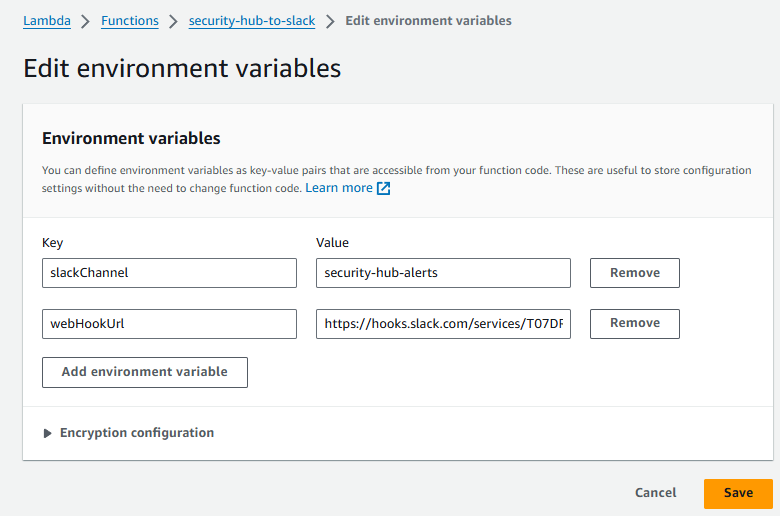 Lambda > Functions > security-hub-to-slack > Edit environment variables
Edit environment variables
Environment variables
You can define environment variables as key-value pairs that are accessible from your function code. These are useful to store configuration
settings without the need to change function code. Learn more
Key Value
slackChannel security-hub-alerts Remove
webHookUrl https://hooks.slack.com/services/T07DF Remove
Add environment variable
Encryption configuration
Cancel Save